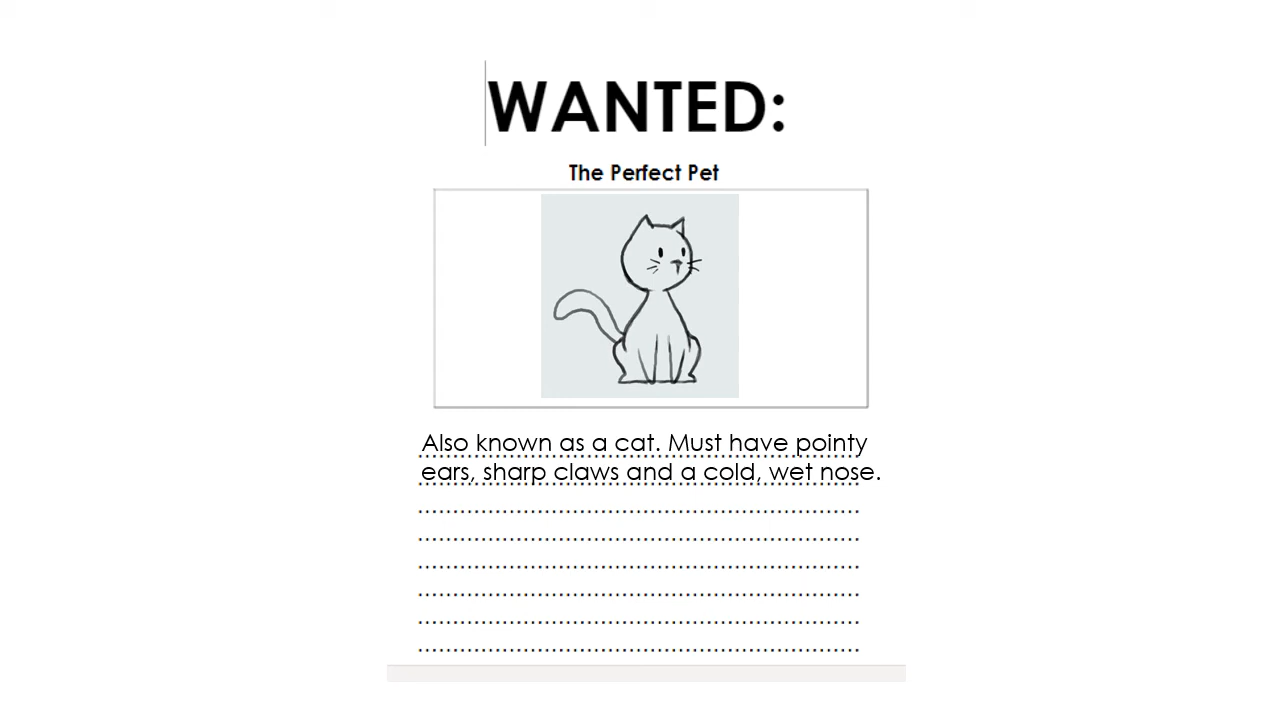 WANTED:
The Perfect Pet
Also known as a cat. Must have pointy
ears, sharp claws and a cold, wet nose.